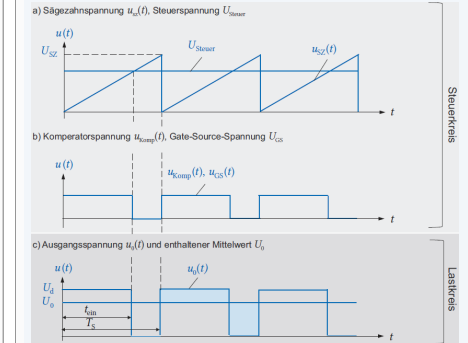 a) Sägezahnspannung u_sz(t), Steuerspannung U_Steuer
u(t)
U_SZ
U_Steuer
u_SZ(t)
t
b) Komperatorspannung u_Komp(t), Gate-Source-Spannung U_GS
u(t)
u_Komp(t), u_GS(t)
t
Steuerkreis
c) Ausgangsspannung u_0(t) und enthaltener Mittelwert U_0
u(t)
u_0(t)
U_d
U_0
t_ein
T_S
t
Lastkreis